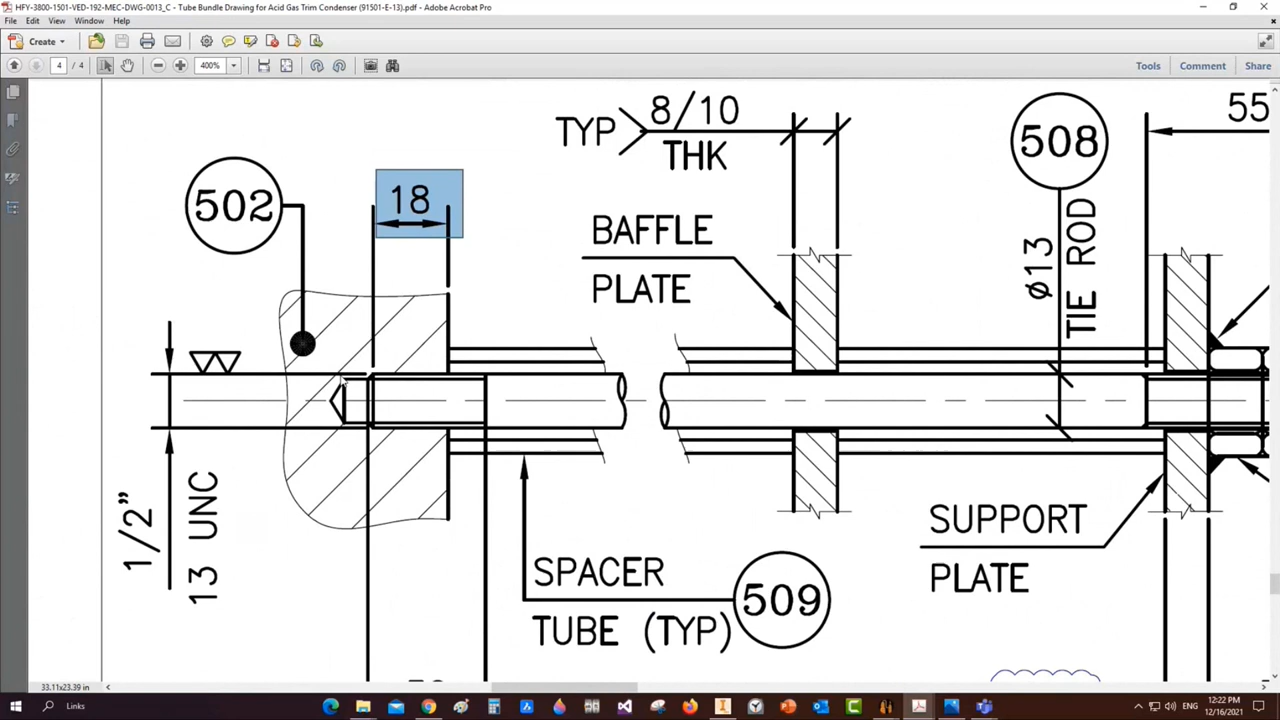 HFY-3800-1501-VED-192-MEC-DWG-0013_C - Tube Bundle Drawing for Acid Gas Trim Condenser (91501-E-13).pdf - Adobe Acrobat Pro
File Edit View Window Help
Create
4 / 4 400% Tools Comment Share
8/10
TYP
THK
508
55
502
18
BAFFLE
PLATE
ø13
TIE ROD
1/2”
13 UNC
SPACER
TUBE (TYP)
509
SUPPORT
PLATE
33.11x23.39 in
Links
ENG
12:22 PM
12/16/2021